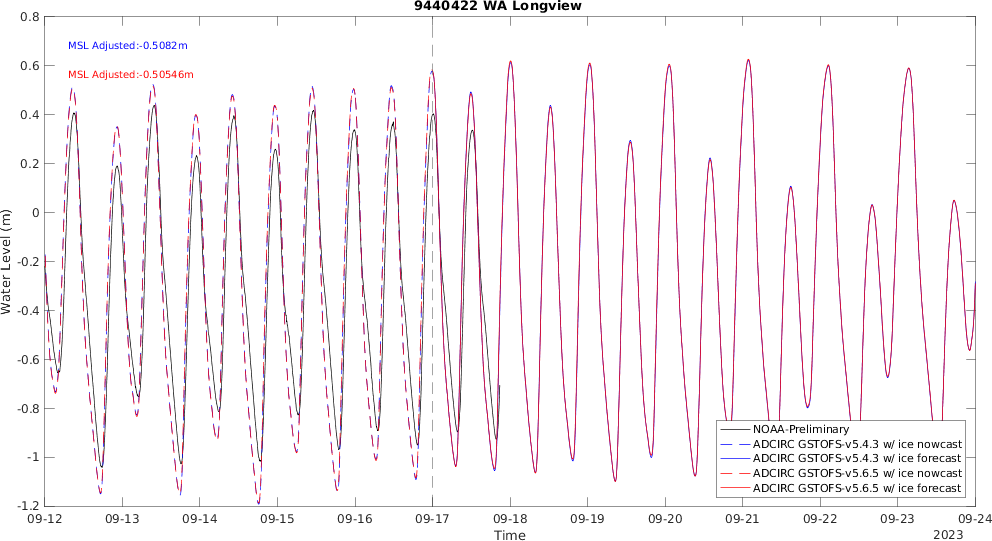 9440422 WA Longview
MSL Adjusted:-0.5082m
MSL Adjusted:-0.50546m
Water Level (m)
0.8
0.6
0.4
0.2
0
-0.2
-0.4
-0.6
-0.8
-1
-1.2
NOAA-Preliminary
ADCIRC GSTOFS-v5.4.3 w/ ice nowcast
ADCIRC GSTOFS-v5.4.3 w/ ice forecast
ADCIRC GSTOFS-v5.6.5 w/ ice nowcast
ADCIRC GSTOFS-v5.6.5 w/ ice forecast
09-12 09-13 09-14 09-15 09-16 09-17 09-18 09-19 09-20 09-21 09-22 09-23 09-24
Time
2023